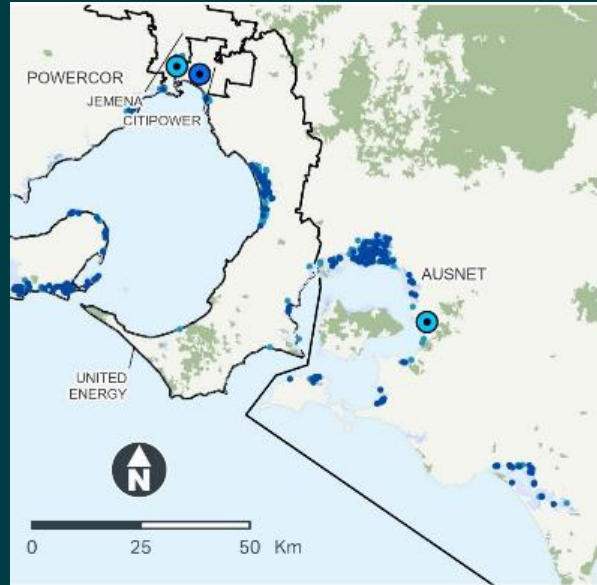 POWERCOR
JEMENA
CITIPOWER
AUSNET
UNITED
ENERGY
N
0 25 50 Km